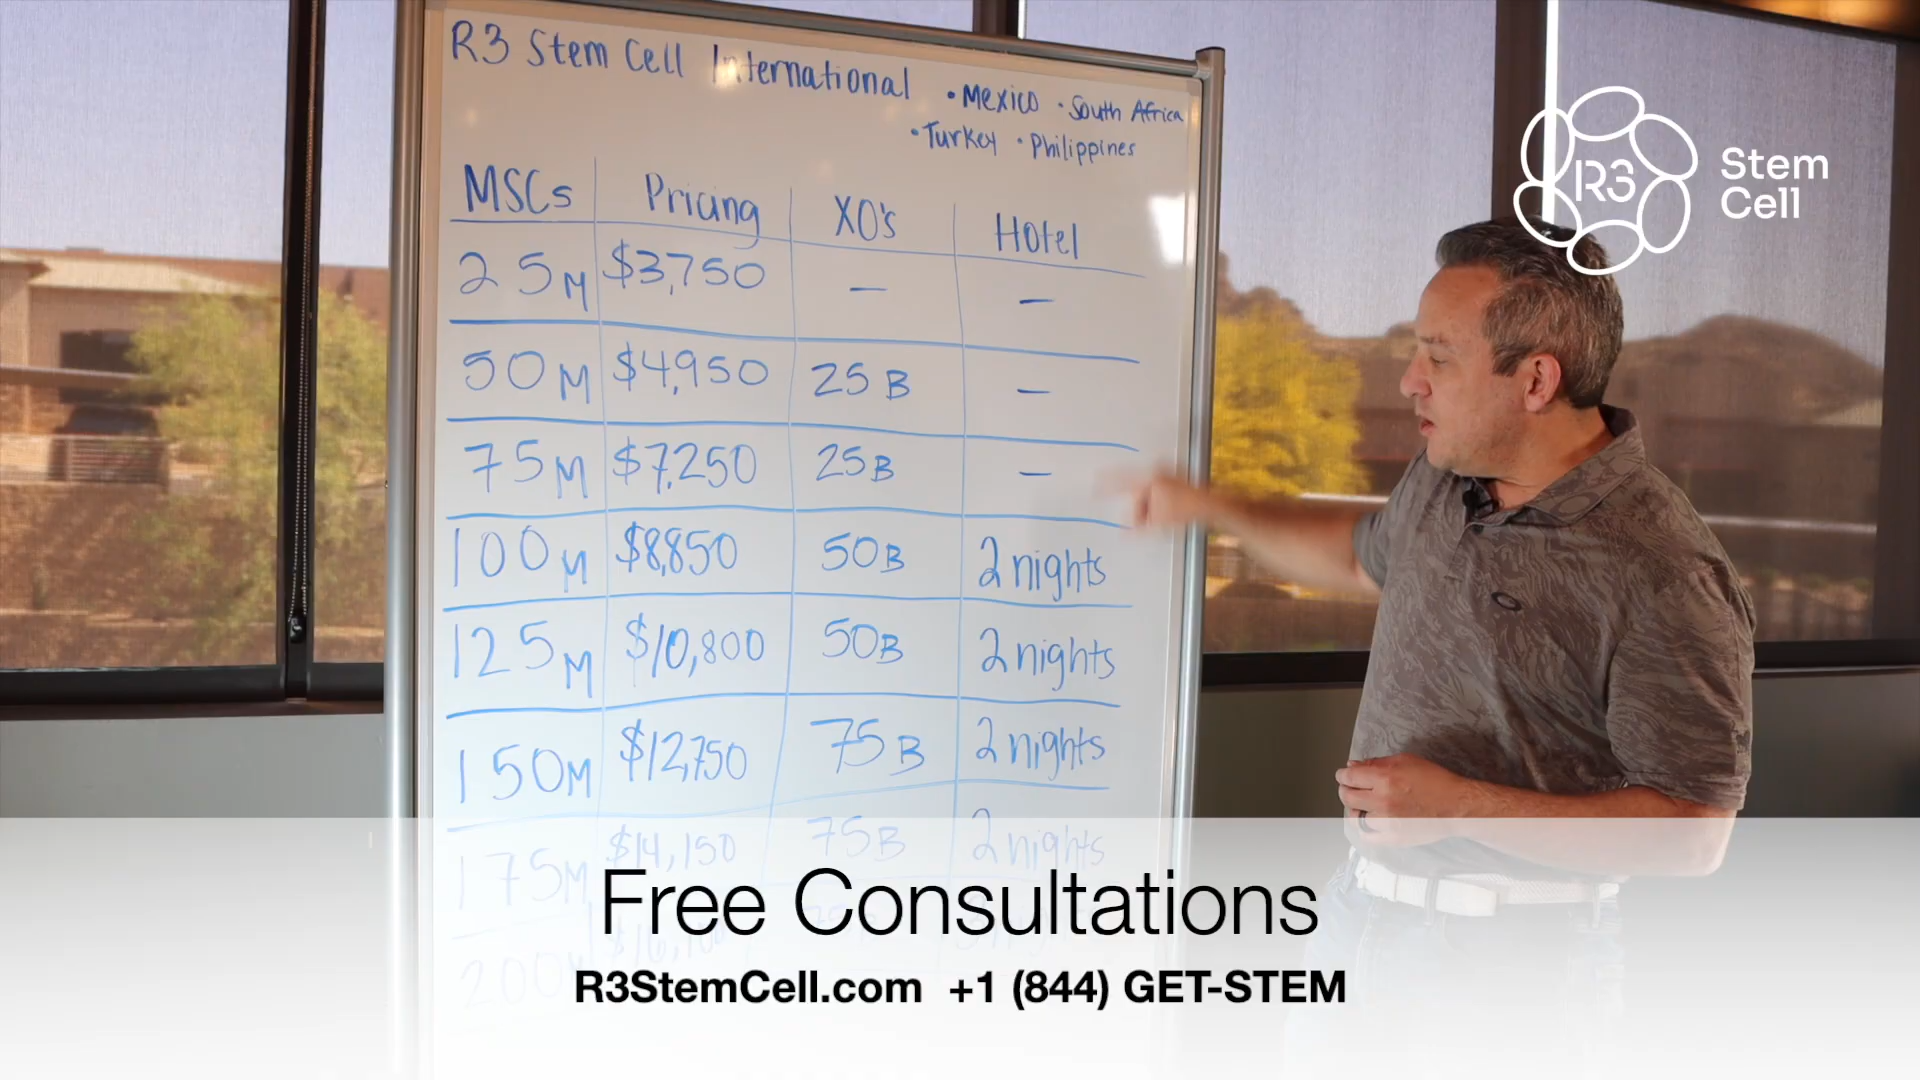 R3 Stem Cell International
• Mexico • South Africa
• Turkey • Philippines
MSCs Pricing XO's Hotel
25M $3,750 — —
50M $4,950 25B —
75M $7,250 25B —
100M $8,850 50B 2 nights
125M $10,800 50B 2 nights
150M $12,750 75B 2 nights
175M $14,150 75B 2 nights
200M
R3
Stem
Cell
Free Consultations
R3StemCell.com +1 (844) GET-STEM